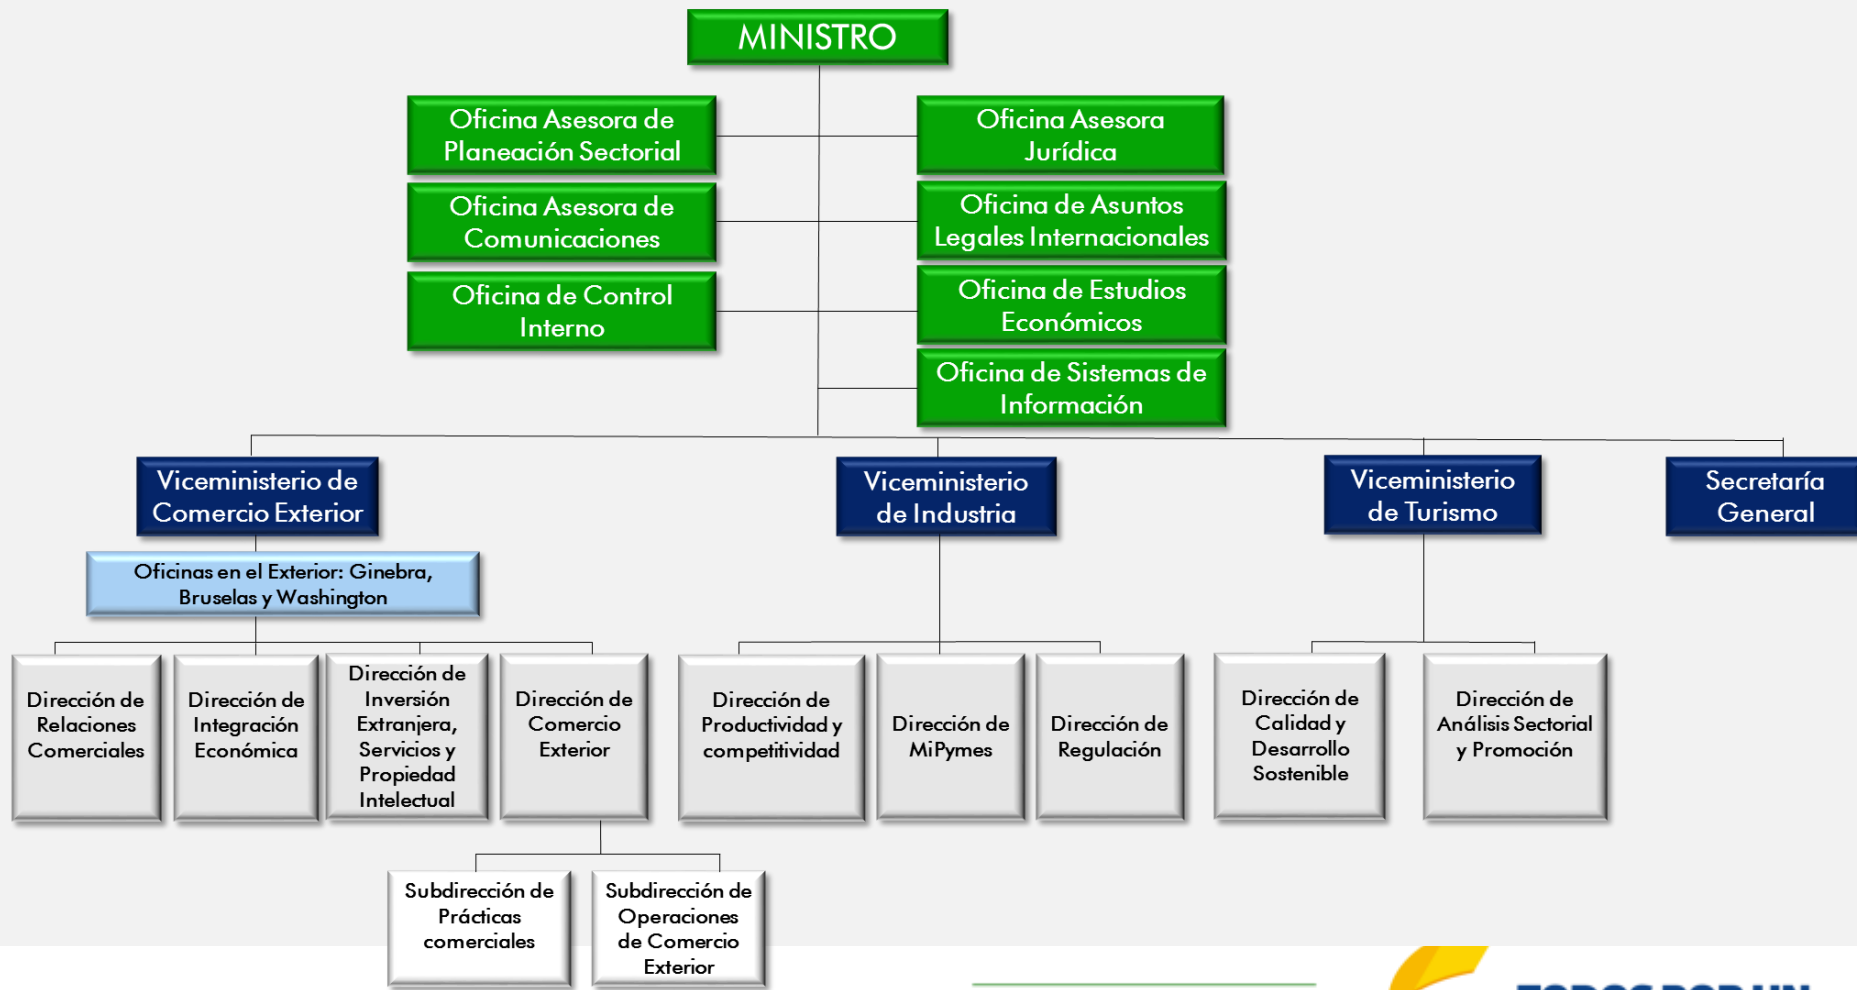 MINISTRO
Oficina Asesora de
Planeación Sectorial
Oficina Asesora
Jurídica
Oficina Asesora de
Comunicaciones
Oficina de Asuntos
Legales Internacionales
Oficina de Control
Interno
Oficina de Estudios
Económicos
Oficina de Sistemas de
Información
Viceministerio de
Comercio Exterior
Viceministerio
de Industria
Viceministerio
de Turismo
Secretaría
General
Oficinas en el Exterior: Ginebra,
Bruselas y Washington
Dirección de
Relaciones
Comerciales
Dirección de
Integración
Económica
Dirección de
Inversión
Extranjera,
Servicios y
Propiedad
Intelectual
Dirección de
Comercio
Exterior
Dirección de
Productividad y
competitividad
Dirección de
MiPymes
Dirección de
Regulación
Dirección de
Calidad y
Desarrollo
Sostenible
Dirección de
Análisis Sectorial
y Promoción
Subdirección de
Prácticas
comerciales
Subdirección de
Operaciones
de Comercio
Exterior
TODOS POR UN